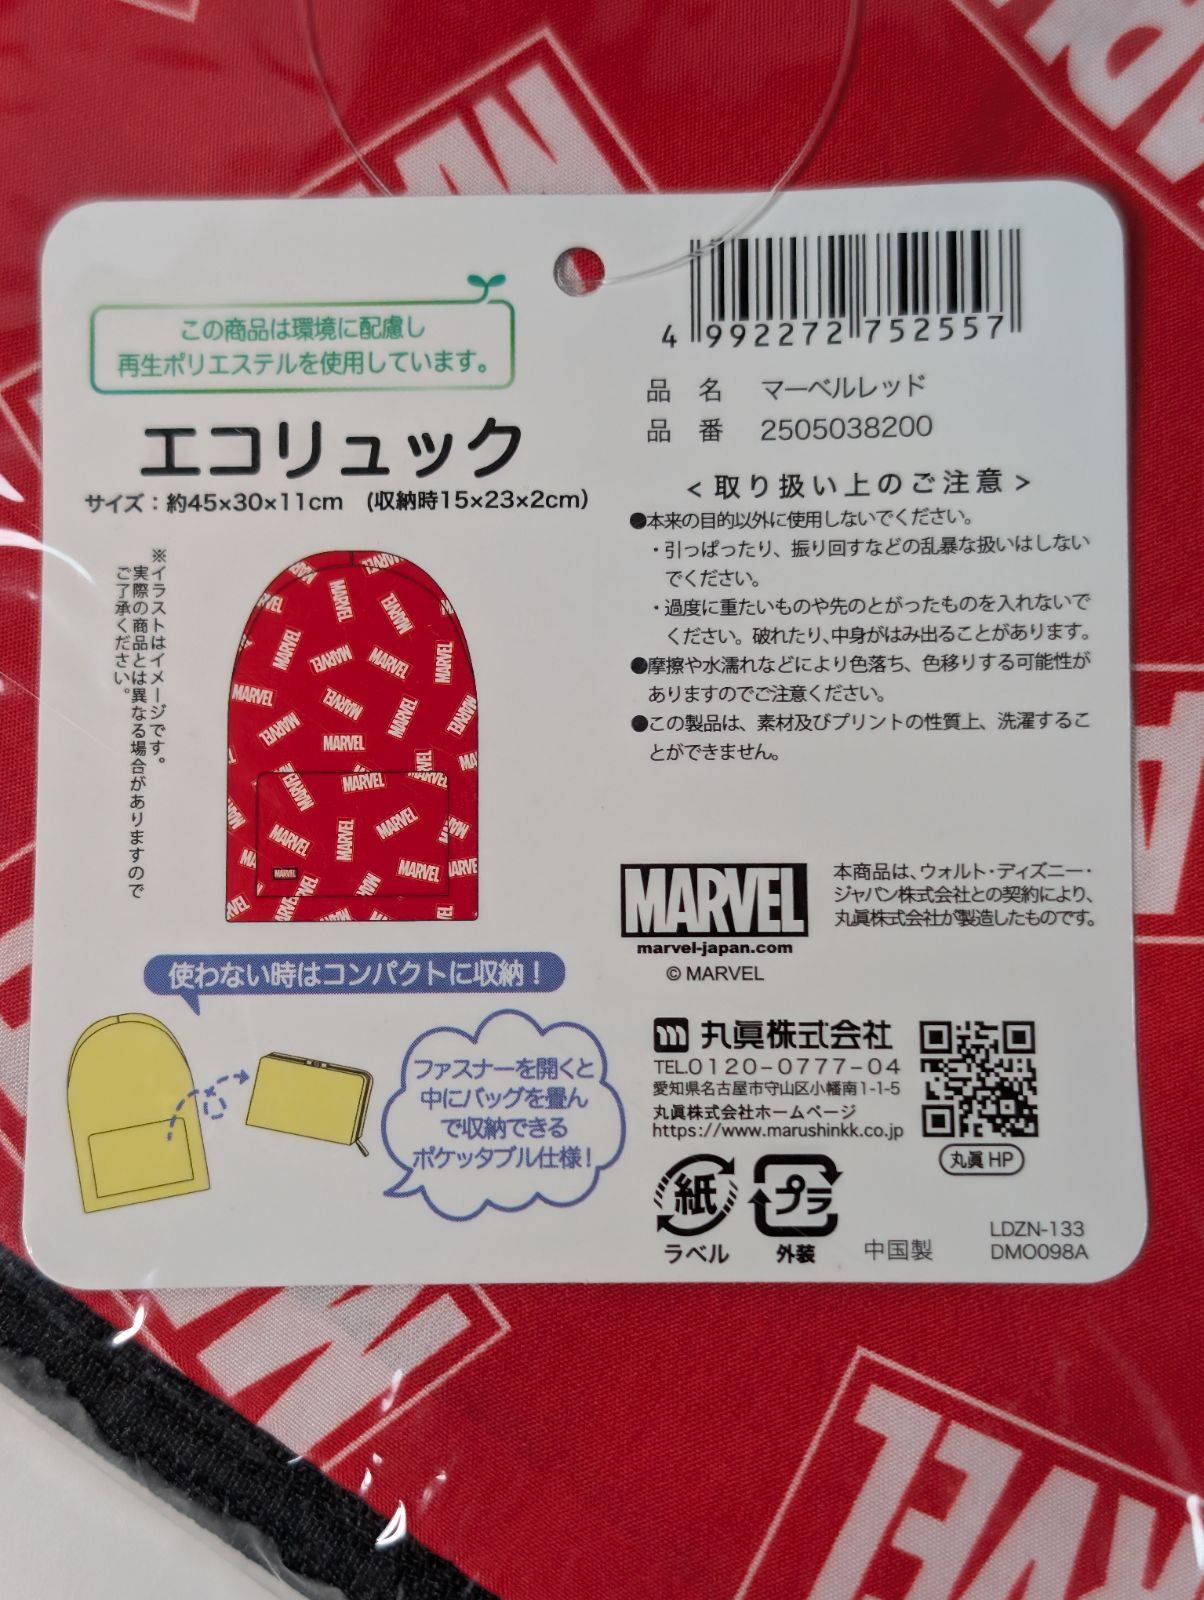 この商品は環境に配慮し
再生ポリエステルを使用しています。
エコリュック
サイズ：約45×30×11cm （収納時15×23×2cm）
※イラストはイメージです。
実際の商品とは異なる場合がありますので
ご了承ください。
MARVEL
使わない時はコンパクトに収納！
ファスナーを開くと
中にバッグを畳んで
で収納できる
ポケッタブル仕様！
4 992272 752557
品 名 マーベルレッド
品 番 2505038200
＜取り扱い上のご注意＞
●本来の目的以外に使用しないでください。
・引っぱったり、振り回すなどの乱暴な扱いはしない
でください。
・過度に重たいものや先のとがったものを入れないで
ください。破れたり、中身がはみ出ることがあります。
●摩擦や水濡れなどにより色落ち、色移りする可能性が
ありますのでご注意ください。
●この製品は、素材及びプリントの性質上、洗濯するこ
とができません。
MARVEL
marvel-japan.com
© MARVEL
本商品は、ウォルト・ディズニー・
ジャパン株式会社との契約により、
丸眞株式会社が製造したものです。
丸眞株式会社
TEL.0120-0777-04
愛知県名古屋市守山区小幡南1-1-5
丸眞株式会社ホームページ
https://www.marushinkk.co.jp
丸眞 HP
紙
ラベル
プラ
外装
中国製
LDZN-133
DMO098A